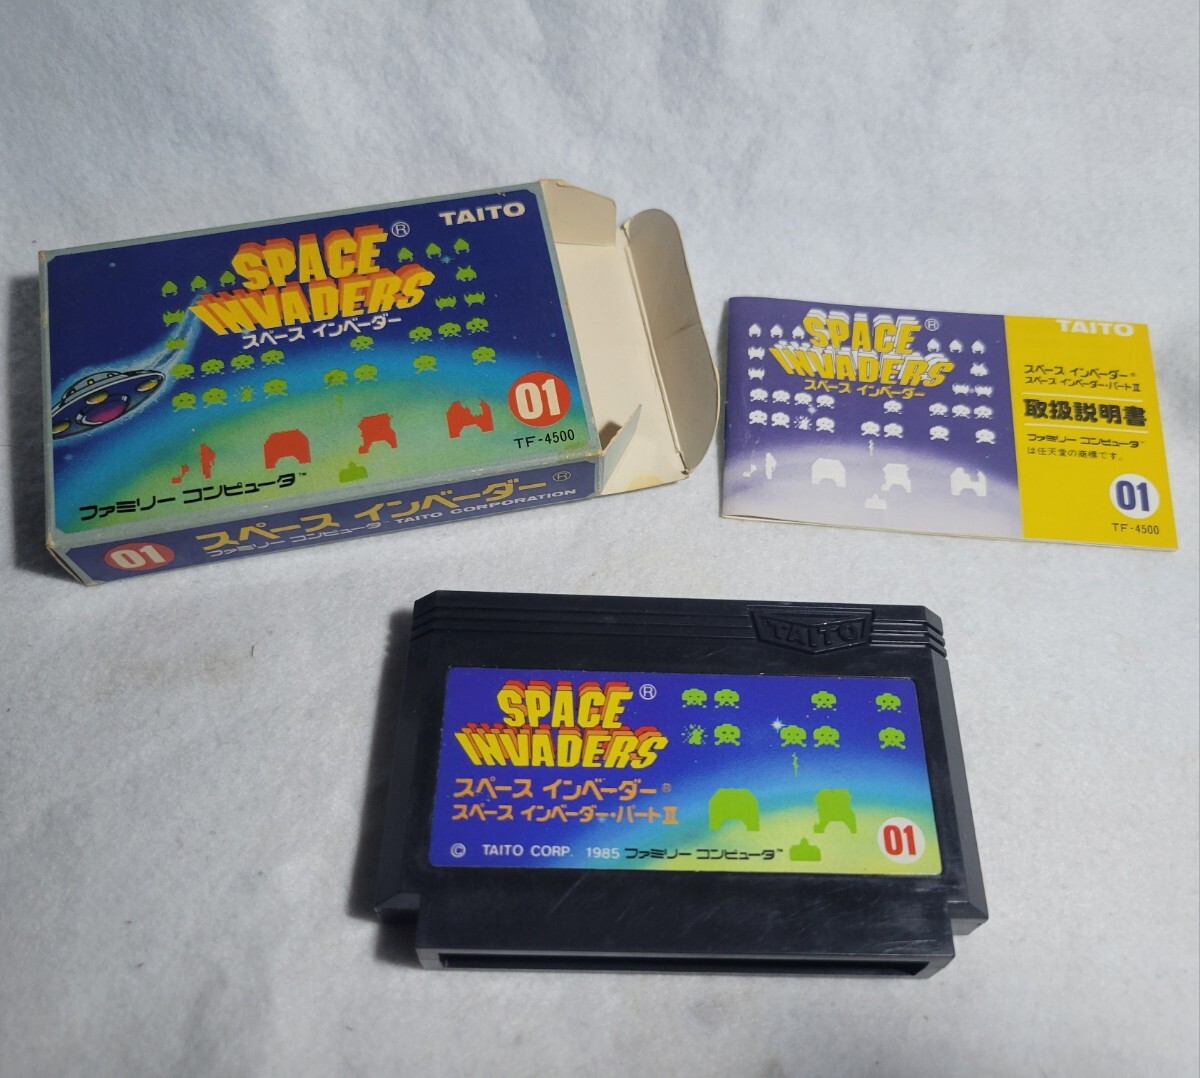 TAITO
SPACE ®
INVADERS
スペース インベーダー
01
TF-4500
ファミリー コンピュータ™
01 スペース インベーダー ®
ファミリー コンピュータ TAITO CORPORATION
SPACE ®
INVADERS
スペース インベーダー
TAITO
スペース インベーダー®
スペース インベーダー・パートⅡ
取扱説明書
ファミリー コンピュータ™
は任天堂の商標です。
01
TF-4500
TAITO
SPACE ®
INVADERS
スペース インベーダー®
スペース インベーダー・パートⅡ
© TAITO CORP. 1985 ファミリー コンピュータ™
01